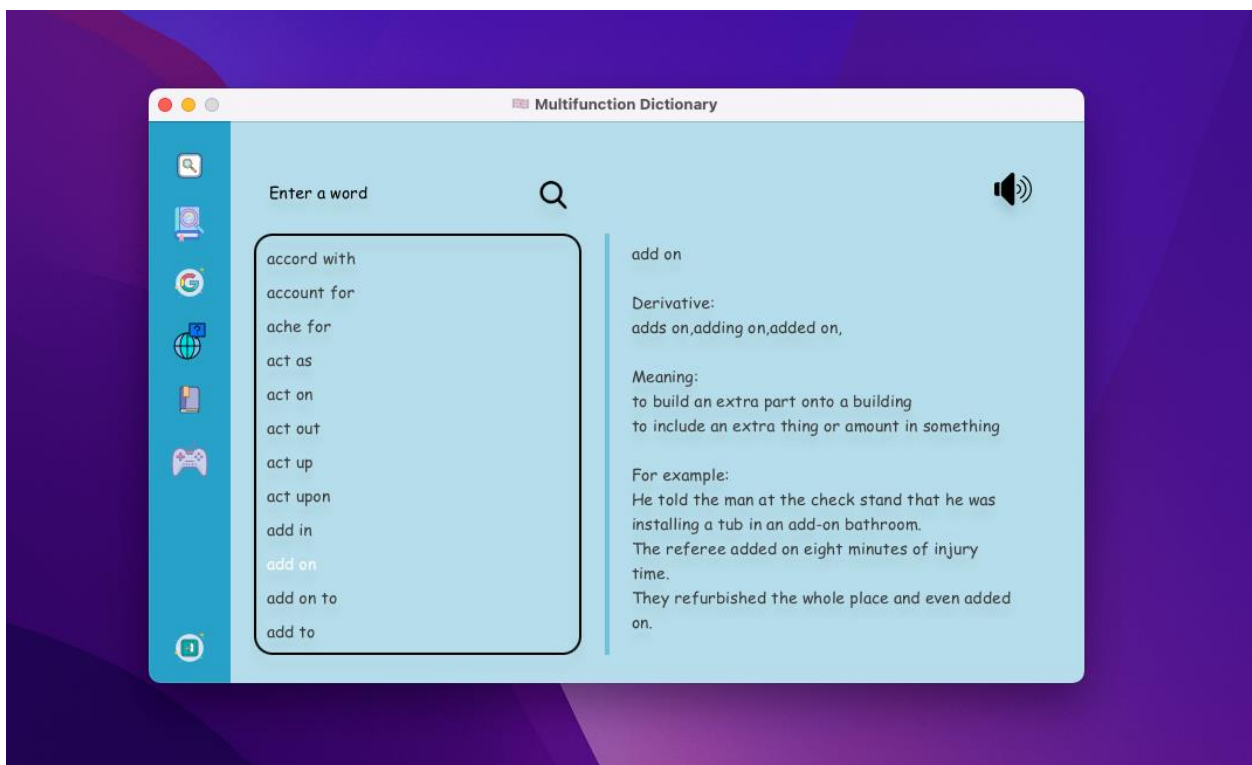 Multifunction Dictionary
Enter a word
accord with
account for
ache for
act as
act on
act out
act up
act upon
add in
add on
add on to
add to
add on
Derivative:
adds on,adding on,added on,
Meaning:
to build an extra part onto a building
to include an extra thing or amount in something
For example:
He told the man at the check stand that he was
installing a tub in an add-on bathroom.
The referee added on eight minutes of injury
time.
They refurbished the whole place and even added
on.